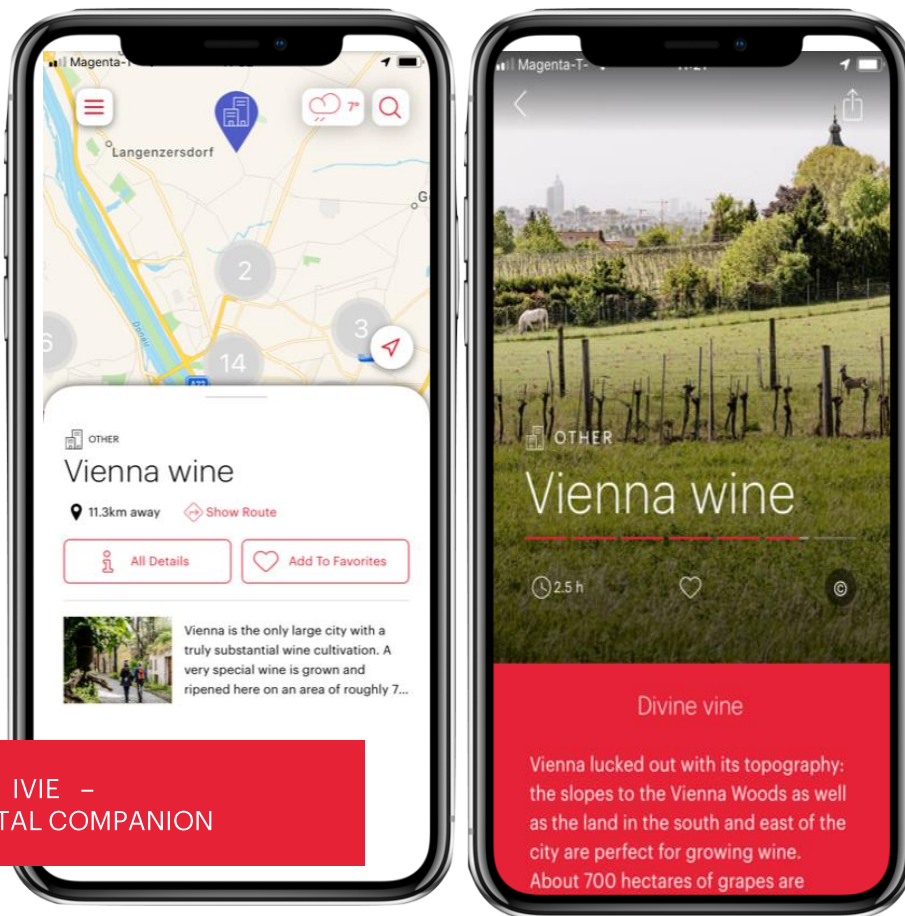 Magenta-T-
7°
Langenzersdorf
G
2
Donau
3
6
14
A22
OTHER
Vienna wine
11.3km away
Show Route
All Details
Add To Favorites
Vienna is the only large city with a
truly substantial wine cultivation. A
very special wine is grown and
ripened here on an area of roughly 7...
IVIE –
TAL COMPANION
Magenta-T-
OTHER
Vienna wine
2.5 h
©
Divine vine
Vienna lucked out with its topography:
the slopes to the Vienna Woods as well
as the land in the south and east of the
city are perfect for growing wine.
About 700 hectares of grapes are